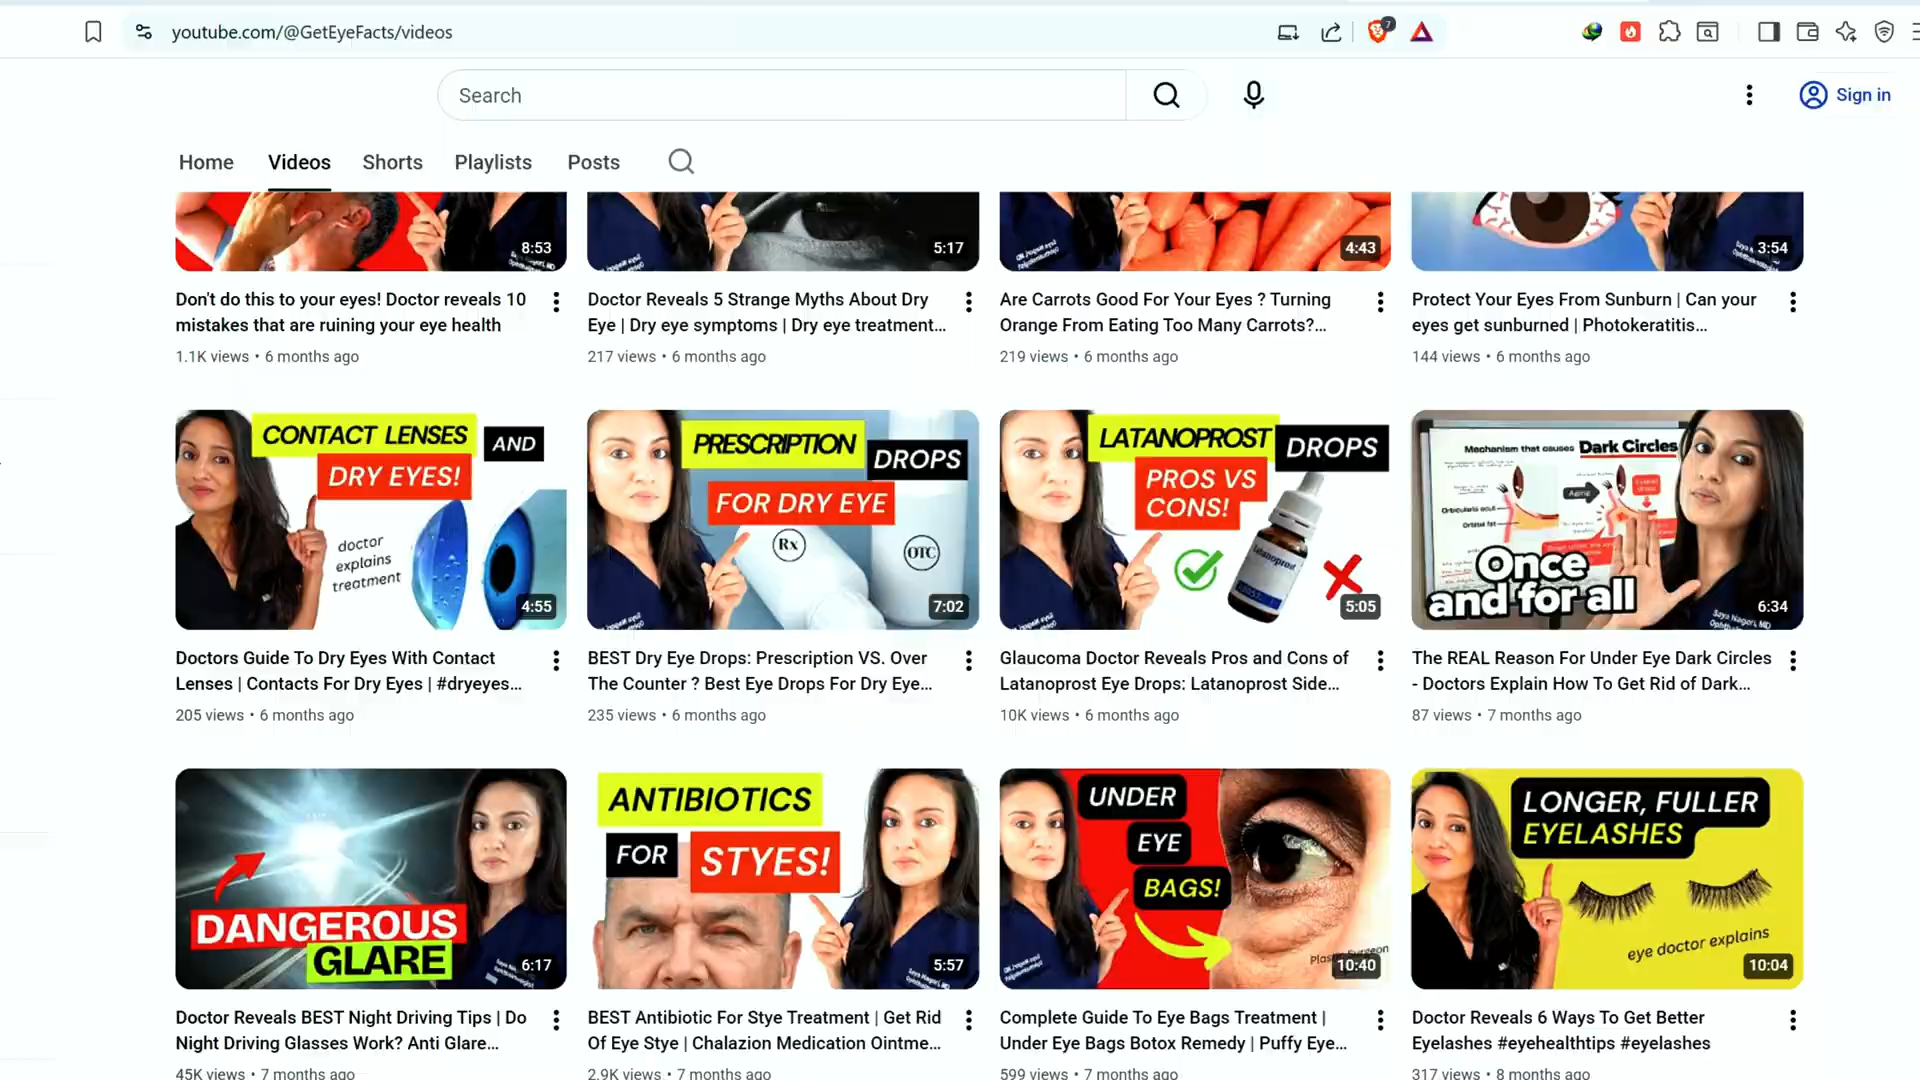 youtube.com/@GetEyeFacts/videos
7
Search
Sign in
Home Videos Shorts Playlists Posts
8:53
5:17
4:43
3:54
Don't do this to your eyes! Doctor reveals 10
mistakes that are ruining your eye health
1.1K views • 6 months ago
Doctor Reveals 5 Strange Myths About Dry
Eye | Dry eye symptoms | Dry eye treatment...
217 views • 6 months ago
Are Carrots Good For Your Eyes ? Turning
Orange From Eating Too Many Carrots?...
219 views • 6 months ago
Protect Your Eyes From Sunburn | Can your
eyes get sunburned | Photokeratitis...
144 views • 6 months ago
CONTACT LENSES AND
DRY EYES!
doctor
explains
treatment
4:55
PRESCRIPTION
DROPS
FOR DRY EYE
Rx
OTC
7:02
LATANOPROST
DROPS
PROS VS
CONS!
Latanoprost
5:05
Mechanism that causes Dark Circles
Orbicularis oculi
Orbital fat
Once
and for all
Saya Nagori, MD
6:34
Doctors Guide To Dry Eyes With Contact
Lenses | Contacts For Dry Eyes | #dryeyes...
205 views • 6 months ago
BEST Dry Eye Drops: Prescription VS. Over
The Counter ? Best Eye Drops For Dry Eye...
235 views • 6 months ago
Glaucoma Doctor Reveals Pros and Cons of
Latanoprost Eye Drops: Latanoprost Side...
10K views • 6 months ago
The REAL Reason For Under Eye Dark Circles
- Doctors Explain How To Get Rid of Dark...
87 views • 7 months ago
DANGEROUS
GLARE
6:17
ANTIBIOTICS
FOR STYES!
5:57
UNDER
EYE
BAGS!
10:40
LONGER, FULLER
EYELASHES
eye doctor explains
10:04
Doctor Reveals BEST Night Driving Tips | Do
Night Driving Glasses Work? Anti Glare...
45K views • 7 months ago
BEST Antibiotic For Stye Treatment | Get Rid
Of Eye Stye | Chalazion Medication Ointme...
2.9K views • 7 months ago
Complete Guide To Eye Bags Treatment |
Under Eye Bags Botox Remedy | Puffy Eye...
599 views • 7 months ago
Doctor Reveals 6 Ways To Get Better
Eyelashes #eyehealthtips #eyelashes
317 views • 8 months ago